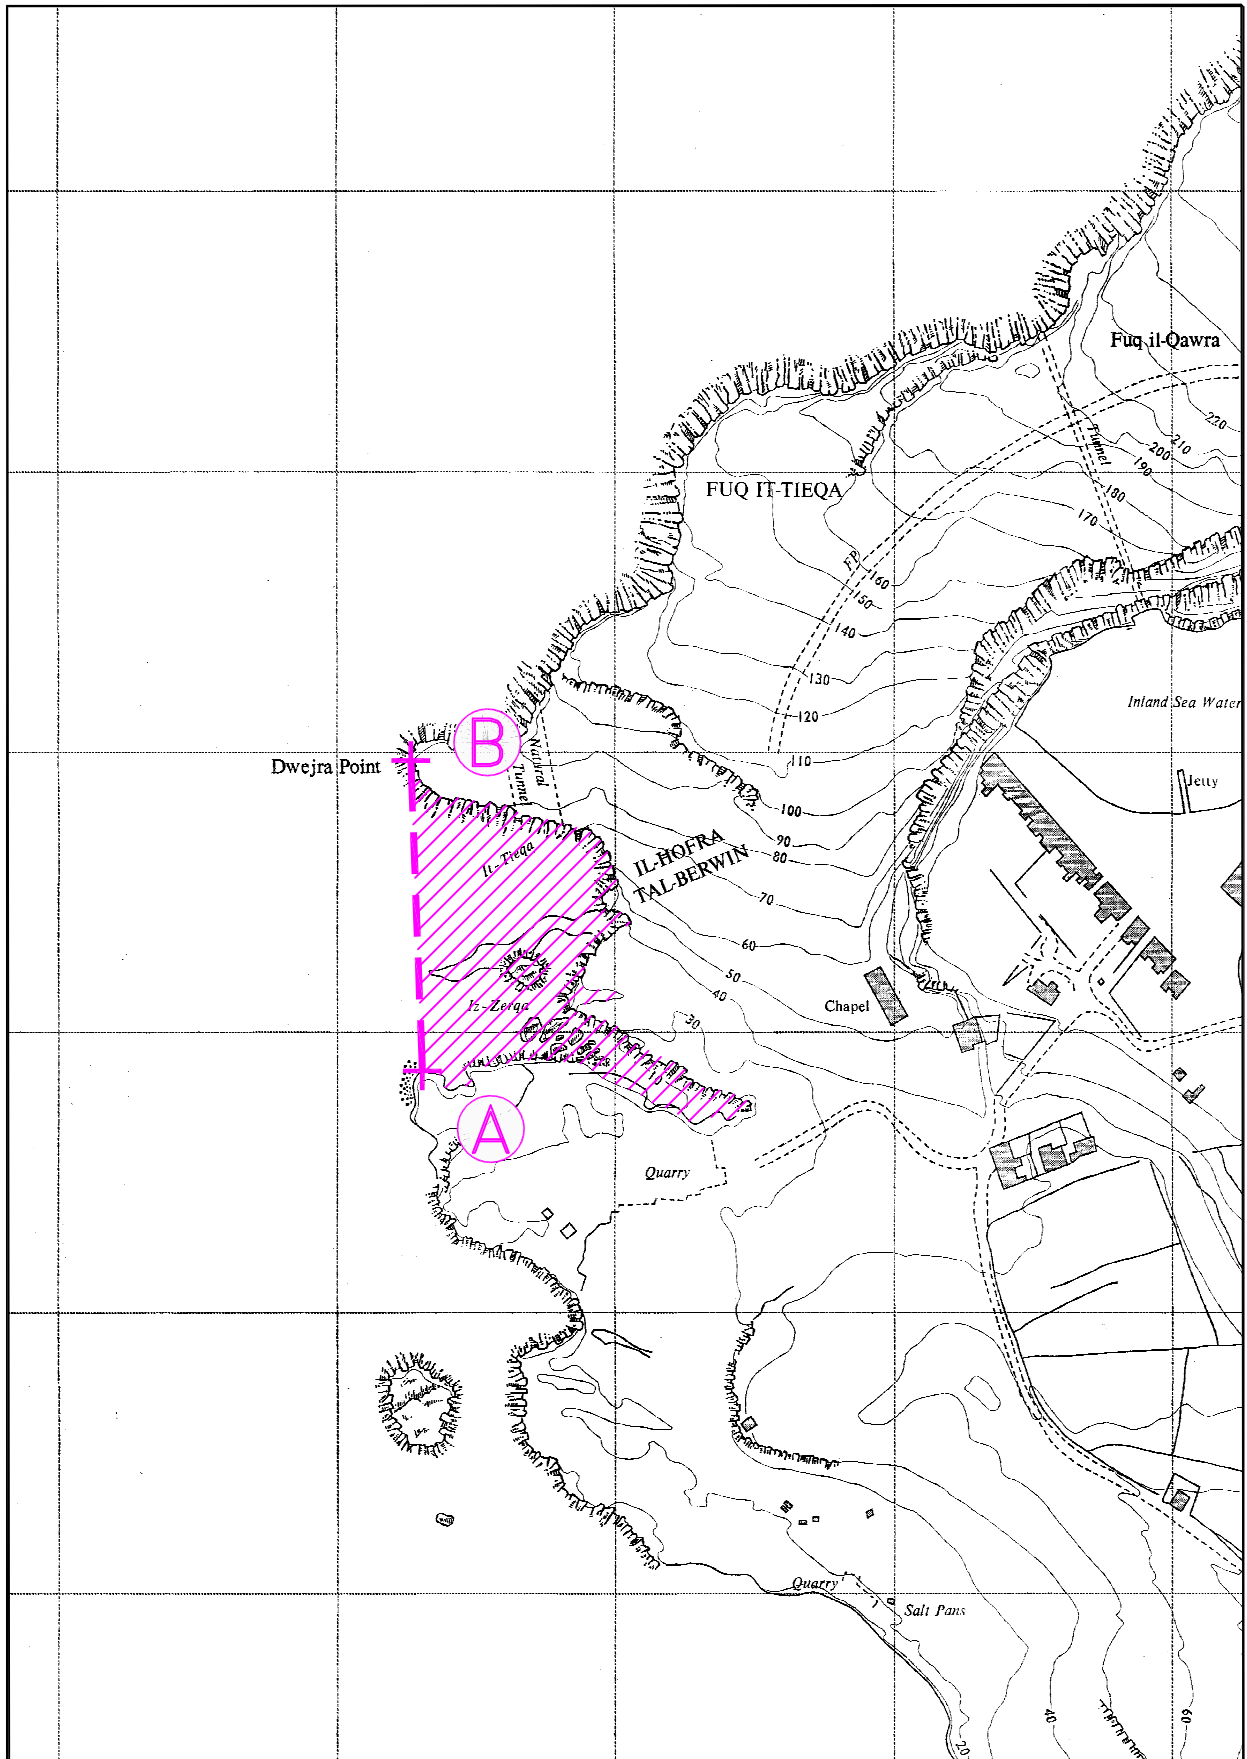 Fuq il-Qawra
220
210
200
190
Tunnel
180
170
FUQ IT-TIEQA
FP
160
150
140
130
120
Inland Sea Water
B
Natural
Tunnel
Dwejra Point
110
Jetty
100
90
80
IL-HOFRA
TAL-BERWIN
It-Tieqa
70
60
50
40
Iz-Zerqa
Chapel
30
A
Quarry
Quarry
Salt Pans
20
40
60